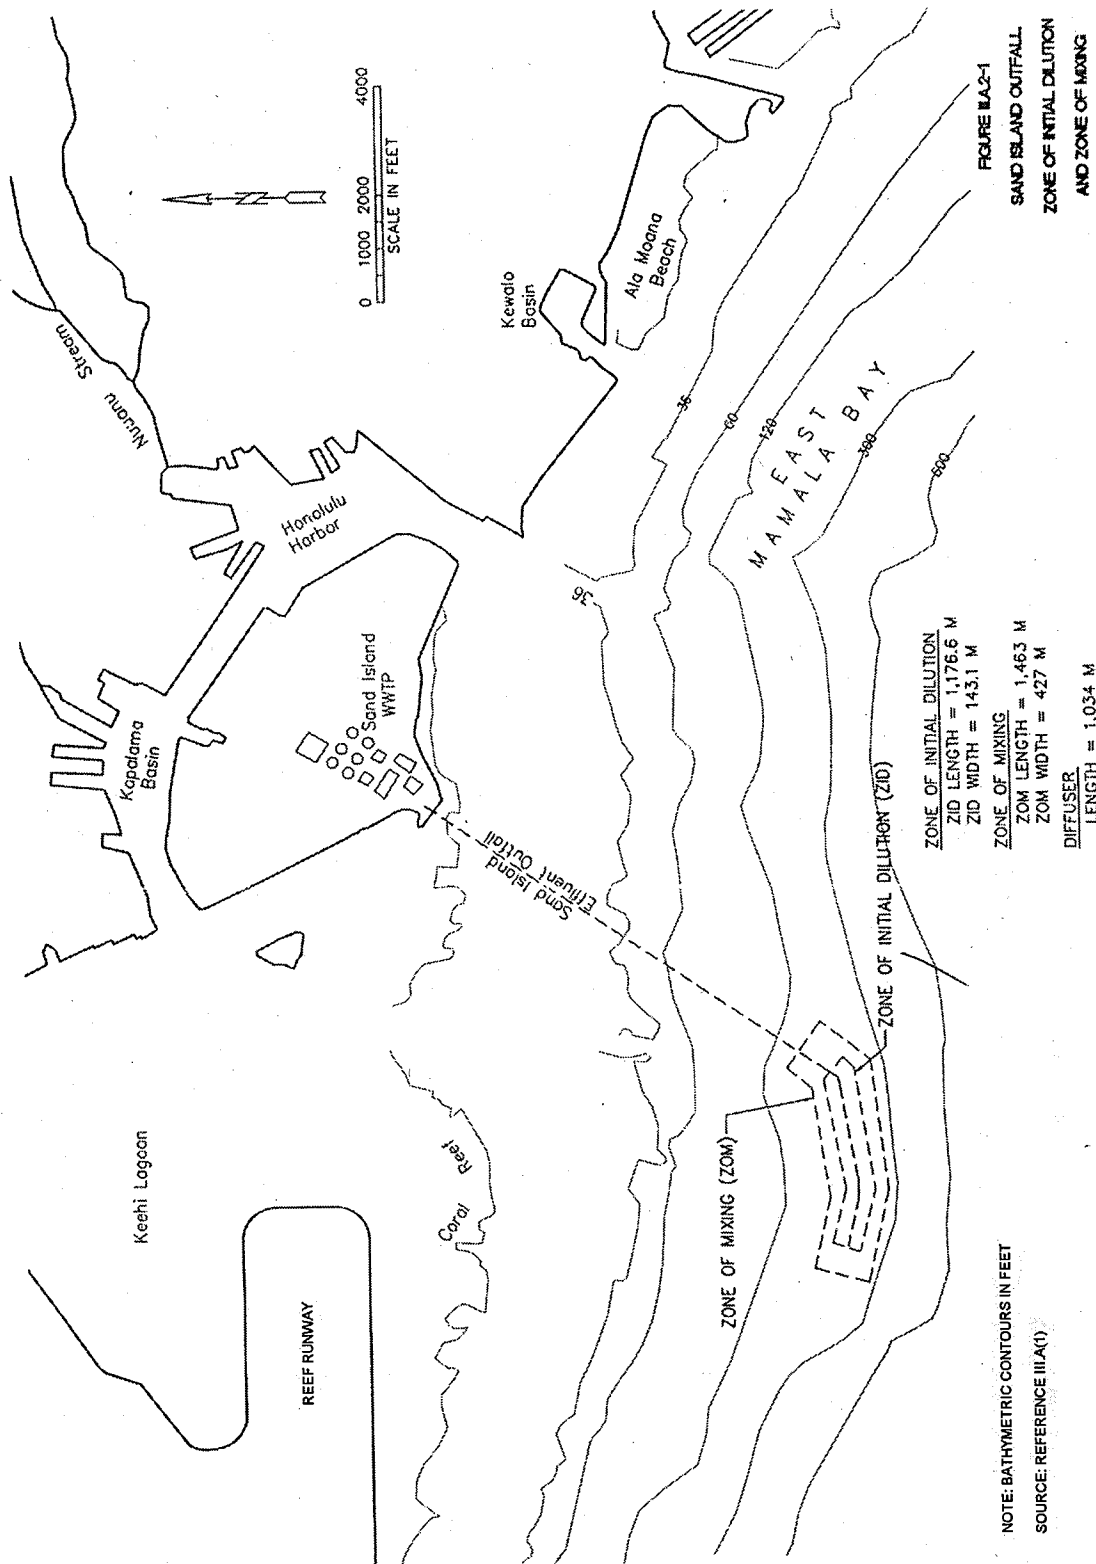 Nuuanu Stream
Kapalama
Basin
Honolulu
Harbor
Sand Island
WWTP
Kewalo
Basin
Ala Moana
Beach
0 1000 2000 4000
SCALE IN FEET
Keehi Lagoon
REEF RUNWAY
Coral Reef
Sand Island
Effluent Outfall
36
36
60
120
300
600
EAST
MAMALA BAY
ZONE OF MIXING (ZOM)
ZONE OF INITIAL DILUTION (ZID)
ZONE OF INITIAL DILUTION
ZID LENGTH = 1,176.6 M
ZID WIDTH = 143.1 M
ZONE OF MIXING
ZOM LENGTH = 1,463 M
ZOM WIDTH = 427 M
DIFFUSER
LENGTH = 1,034 M
NOTE: BATHYMETRIC CONTOURS IN FEET
SOURCE: REFERENCE III.A(1)
FIGURE III.A.2-1
SAND ISLAND OUTFALL
ZONE OF INITIAL DILUTION
AND ZONE OF MIXING